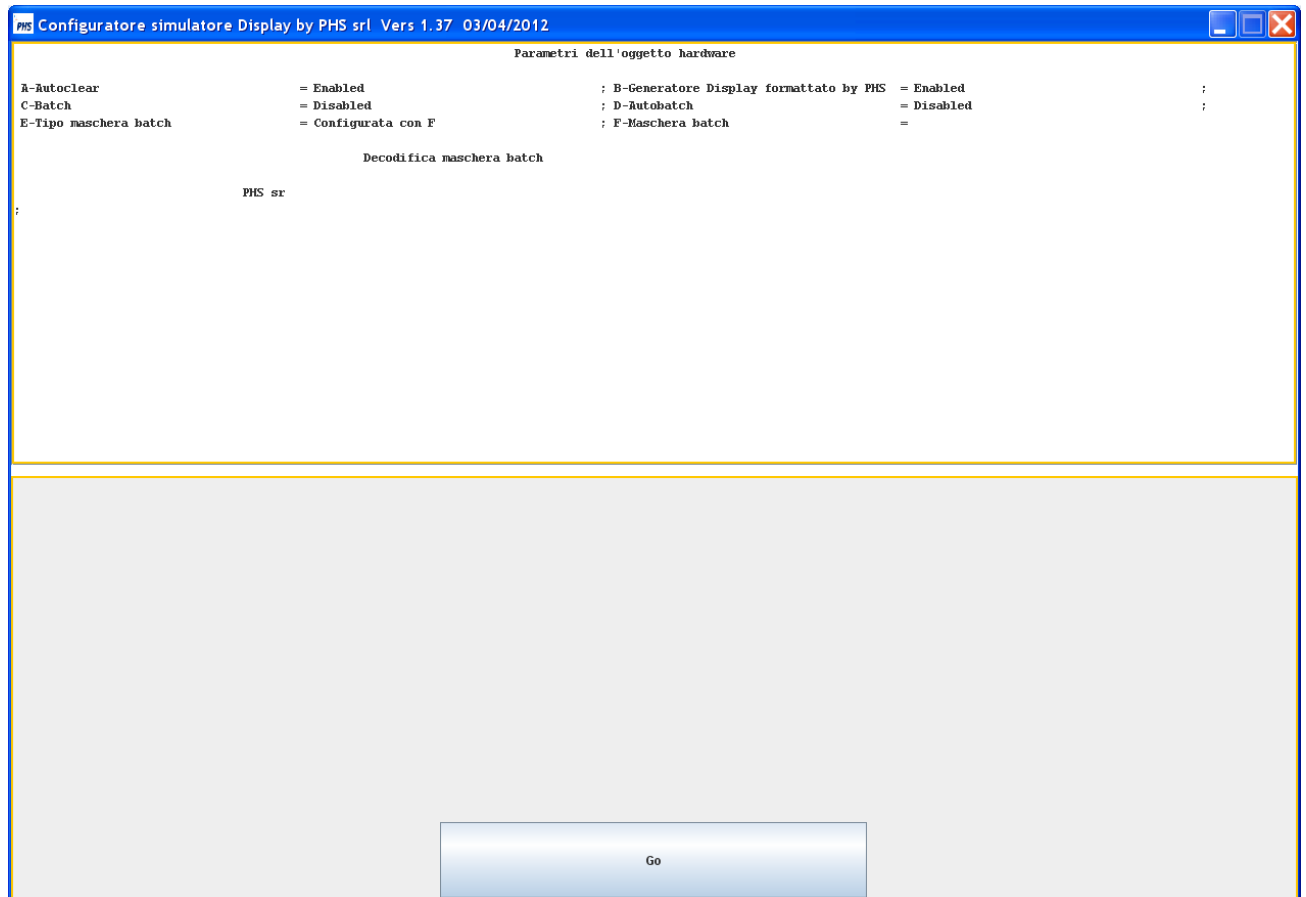 PHS Configuratore simulatore Display by PHS srl Vers 1.37 03/04/2012
Parametri dell'oggetto hardware
A-Autoclear = Enabled ; B-Generatore Display formattato by PHS = Enabled ;
C-Batch = Disabled ; D-Autobatch = Disabled ;
E-Tipo maschera batch = Configurata con F ; F-Maschera batch =
Decodifica maschera batch
PHS sr
;
Go